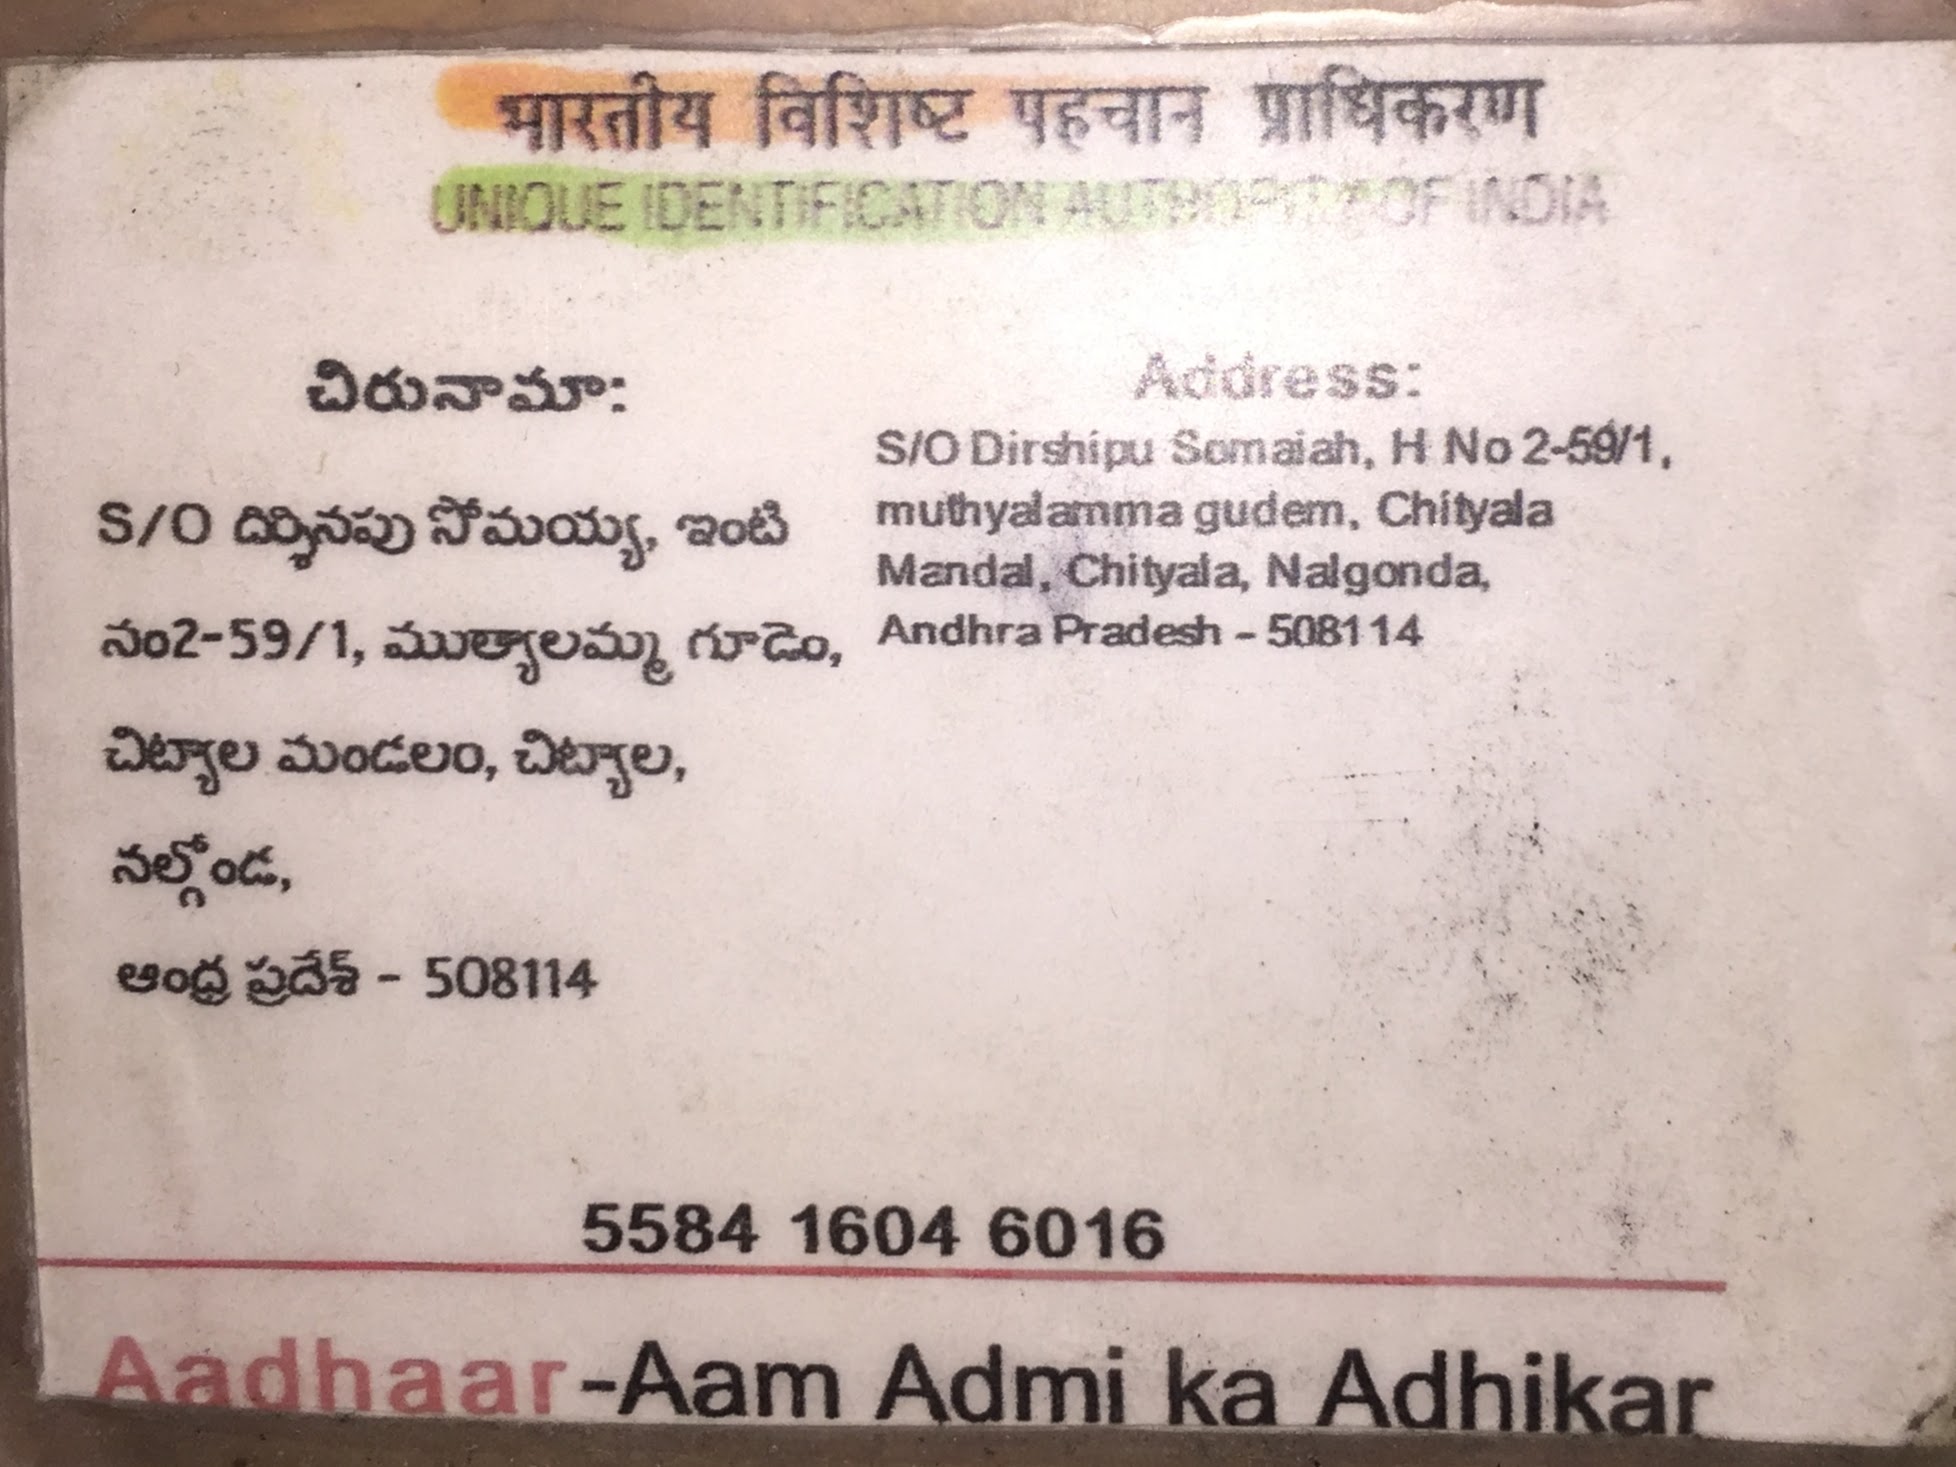 भारतीय विशिष्ट पहचान प्राधिकरण
UNIQUE IDENTIFICATION AUTHORITY OF INDIA
చిరునామా:
S/O దిర్శినపు సోమయ్య, ఇంటి
నం2-59/1, ముత్యాలమ్మ గూడెం,
చిట్యాల మండలం, చిట్యాల,
నల్గోండ,
ఆంధ్ర ప్రదేశ్ - 508114
Address:
S/O Dirshipu Somaiah, H No 2-59/1,
muthyalamma gudem, Chityala
Mandal, Chityala, Nalgonda,
Andhra Pradesh - 508114
5584 1604 6016
Aadhaar-Aam Admi ka Adhikar